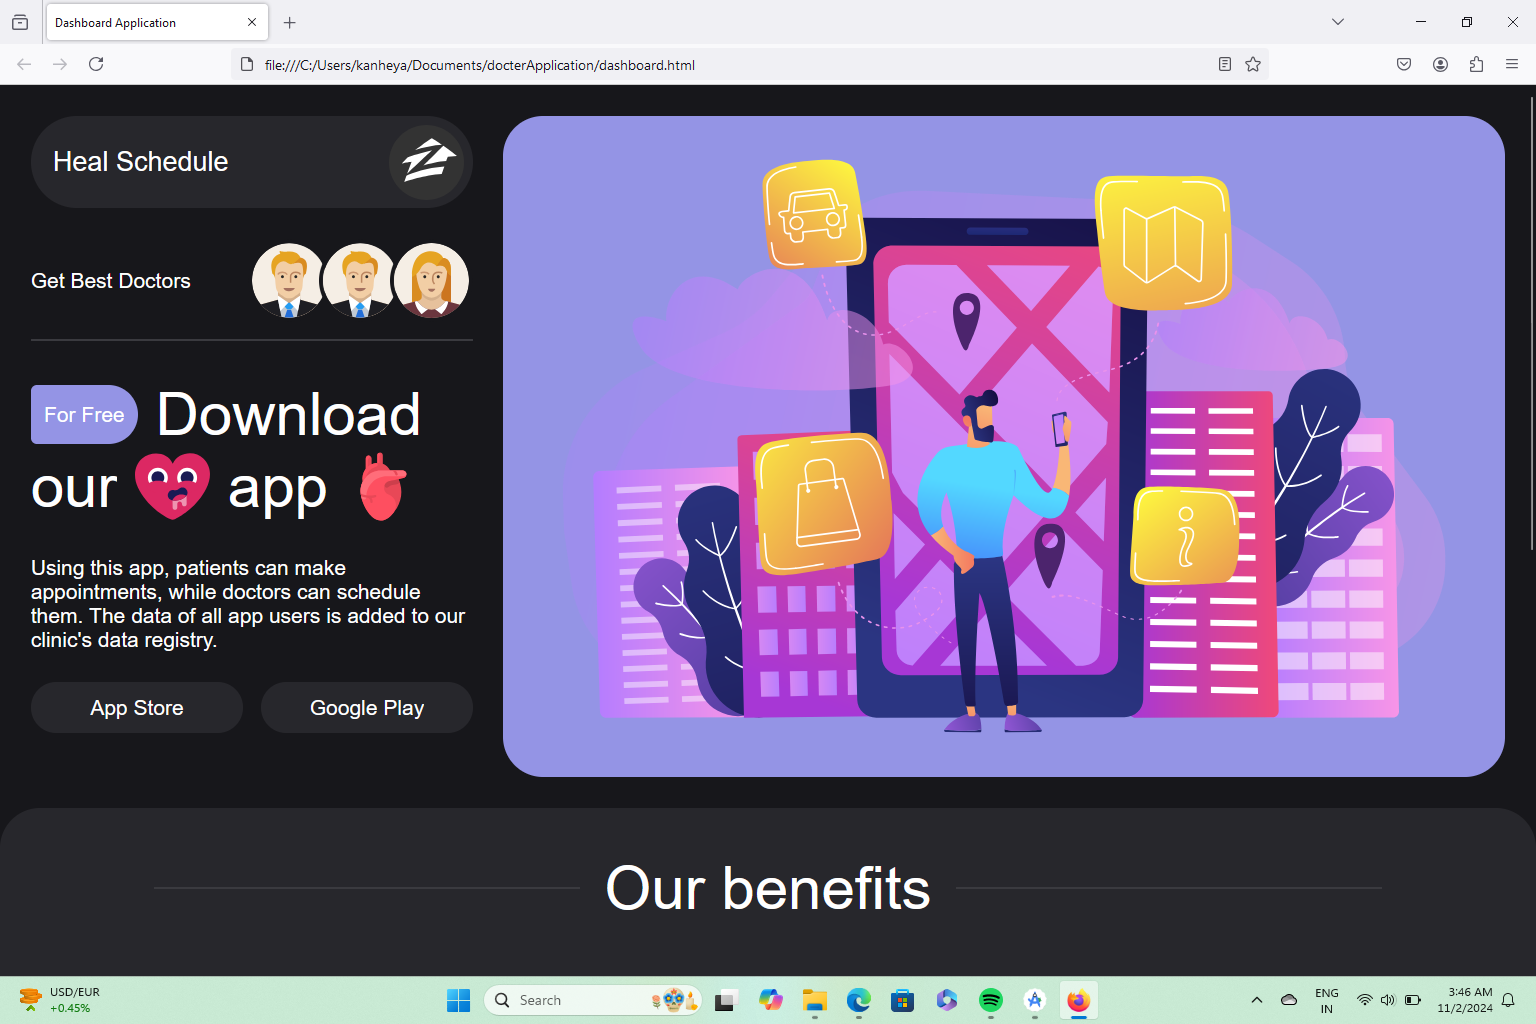 Dashboard Application
file:///C:/Users/kanheya/Documents/docterApplication/dashboard.html
Heal Schedule
Get Best Doctors
For Free Download
our app
Using this app, patients can make
appointments, while doctors can schedule
them. The data of all app users is added to our
clinic's data registry.
App Store
Google Play
Our benefits
USD/EUR
+0.45%
Search
ENG
IN
3:46 AM
11/2/2024